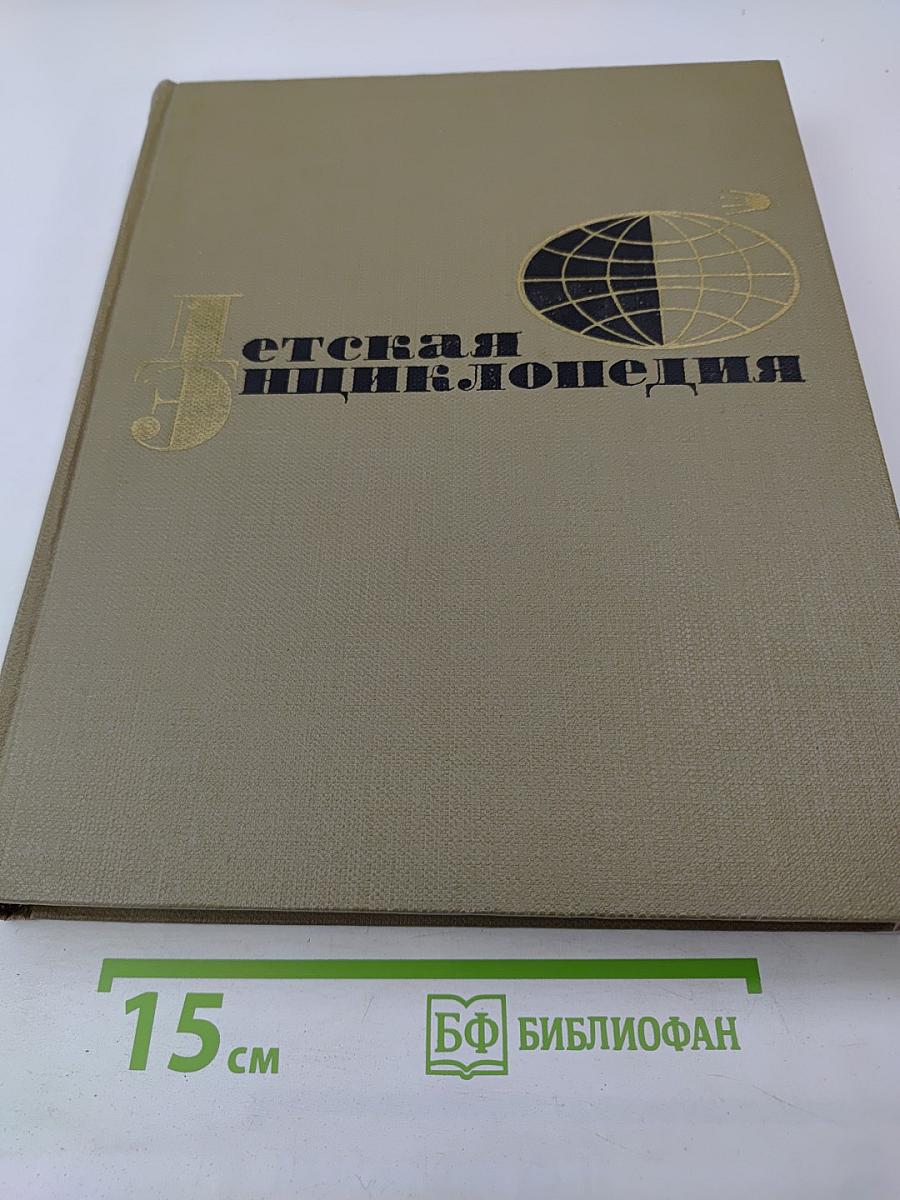 Детская
Энциклопедия
15 см
БФ БИБЛИОФАН